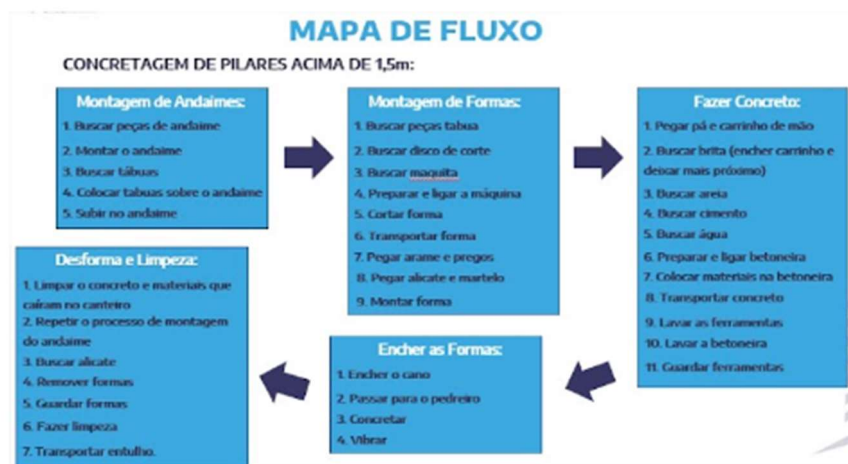 MAPA DE FLUXO
CONCRETAGEM DE PILARES ACIMA DE 1,5m:
Montagem de Andaimes:
1. Buscar peças de andaime
2. Montar o andaime
3. Buscar tábuas
4. Colocar tabuas sobre o andaime
5. Subir no andaime
Montagem de Formas:
1. Buscar peças tabua
2. Buscar disco de corte
3. Buscar maquita
4. Preparar e ligar a máquina
5. Cortar forma
6. Transportar forma
7. Pegar arame e pregos
8. Pegar alicate e martelo
9. Montar forma
Fazer Concreto:
1. Pegar pá e carrinho de mão
2. Buscar brita (encher carrinho e
deixar mais próximo)
3. Buscar areia
4. Buscar cimento
5. Buscar água
6. Preparar e ligar betoneira
7. Colocar materiais na betoneira
8. Transportar concreto
9. Lavar as ferramentas
10. Lavar a betoneira
11. Guardar ferramentas
Encher as Formas:
1. Encher o cano
2. Passar para o pedreiro
3. Concretar
4. Vibrar
Desforma e Limpeza:
1. Limpar o concreto e materiais que
caíram no canteiro
2. Repetir o processo de montagem
do andaime
3. Buscar alicate
4. Remover formas
5. Guardar formas
6. Fazer limpeza
7. Transportar entulho.